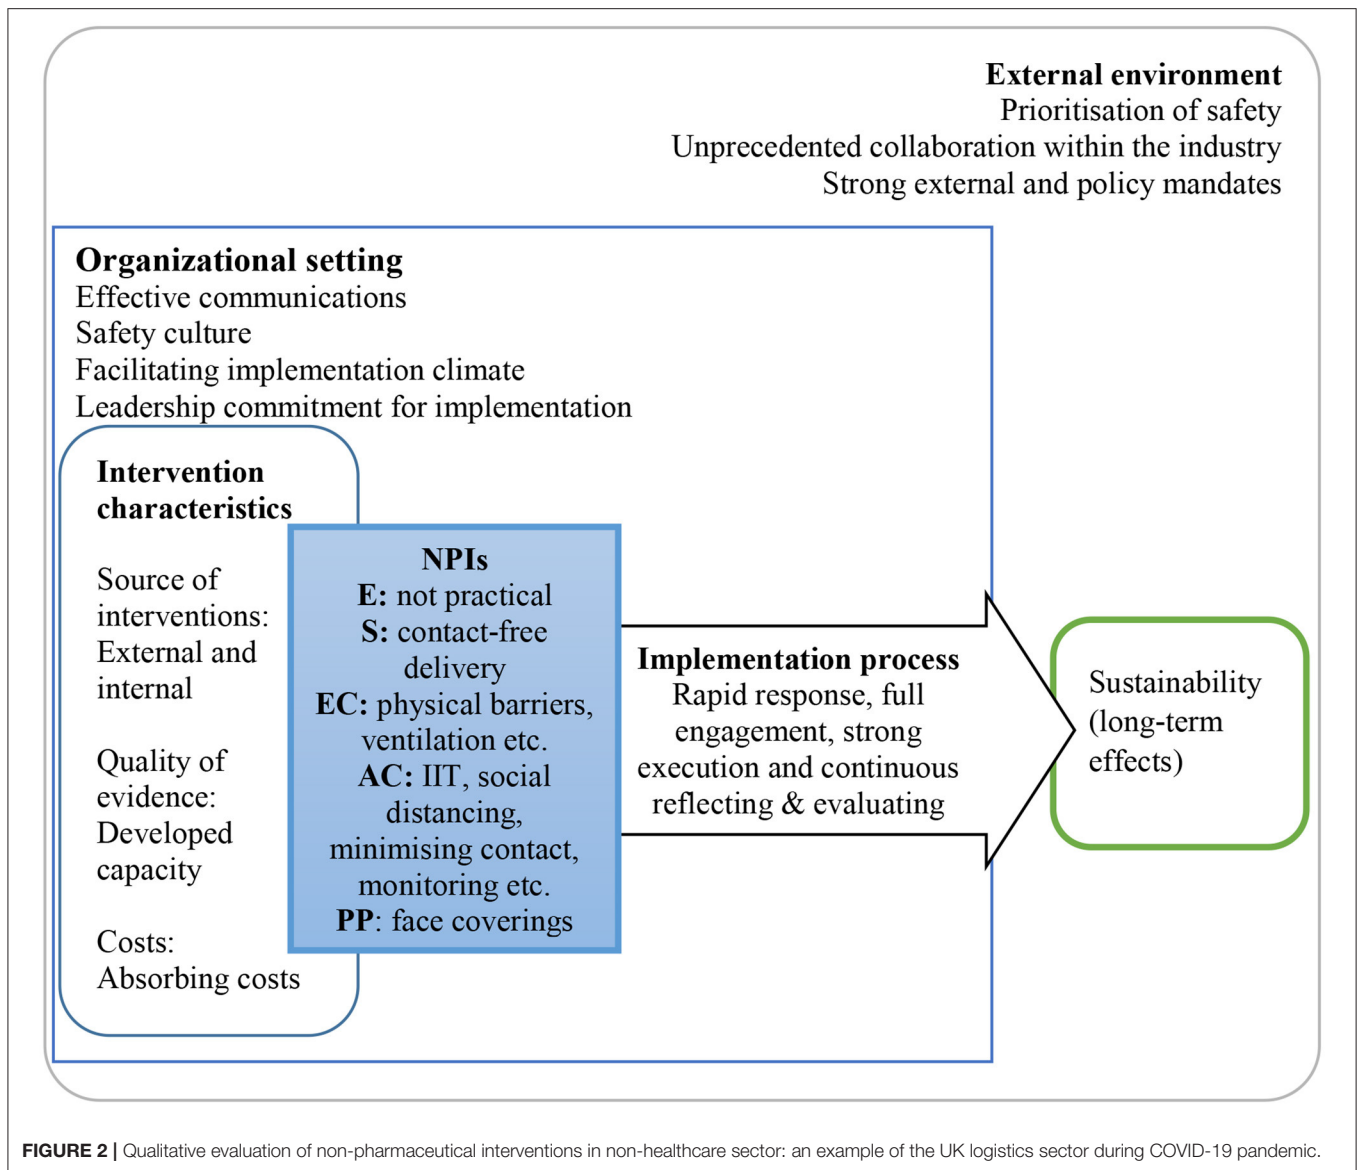 External environment
Prioritisation of safety
Unprecedented collaboration within the industry
Strong external and policy mandates
Organizational setting
Effective communications
Safety culture
Facilitating implementation climate
Leadership commitment for implementation
Intervention
characteristics
Source of
interventions:
External and
internal
Quality of
evidence:
Developed
capacity
Costs:
Absorbing costs
NPIs
E: not practical
S: contact-free
delivery
EC: physical barriers,
ventilation etc.
AC: IIT, social
distancing,
minimising contact,
monitoring etc.
PP: face coverings
Implementation process
Rapid response, full
engagement, strong
execution and continuous
reflecting & evaluating
Sustainability
(long-term
effects)
FIGURE 2 | Qualitative evaluation of non-pharmaceutical interventions in non-healthcare sector: an example of the UK logistics sector during COVID-19 pandemic.